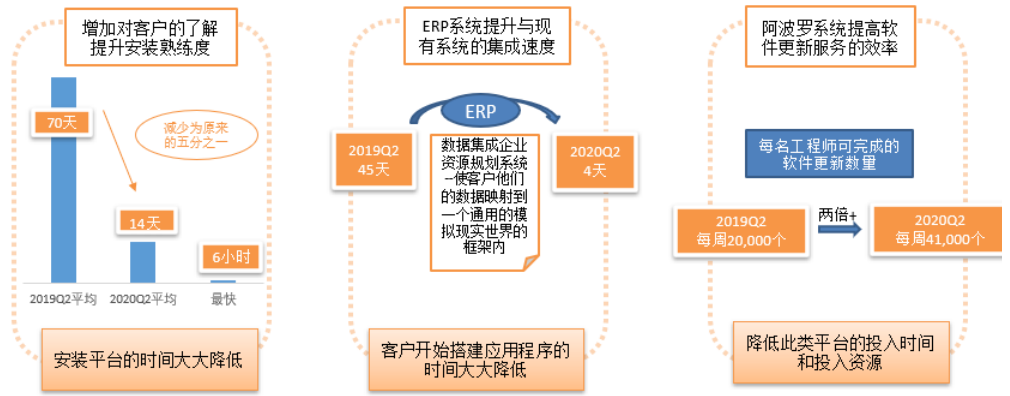 增加对客户的了解
提升安装熟练度
70天
减少为原来
的五分之一
14天
6小时
2019Q2平均
2020Q2平均
最快
安装平台的时间大大降低
ERP系统提升与现
有系统的集成速度
ERP
2019Q2
45天
数据集成企业
资源规划系统
–使客户他们
的数据映射到
一个通用的模
拟现实世界的
框架内
2020Q2
4天
客户开始搭建应用程序的
时间大大降低
阿波罗系统提高软
件更新服务的效率
每名工程师可完成的
软件更新数量
2019Q2
每周20,000个
两倍+
2020Q2
每周41,000个
降低此类平台的投入时间
和投入资源